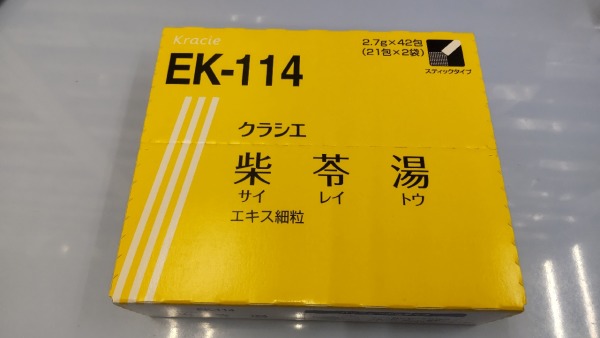 Kracie
EK-114
2.7g×42包
(21包×2袋)
スティックタイプ
クラシエ
柴苓湯
サイ レイ トウ
エキス細粒